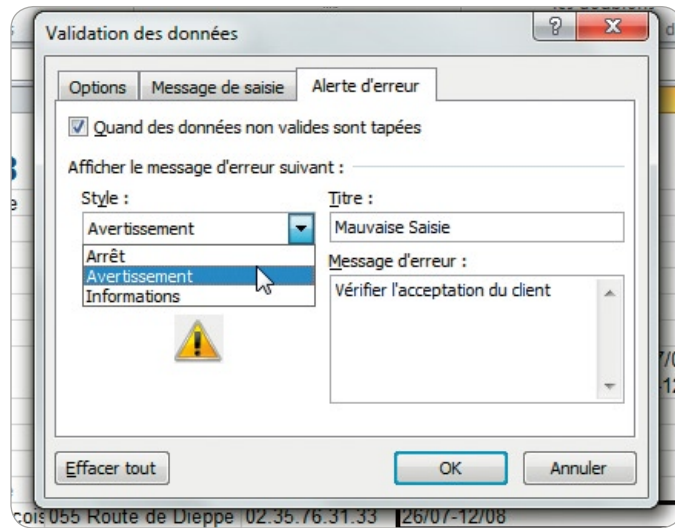 Validation des données
Options Message de saisie Alerte d'erreur
Quand des données non valides sont tapées
Afficher le message d'erreur suivant :
Style : Titre :
Avertissement Mauvaise Saisie
Arrêt Message d'erreur :
Avertissement Vérifier l'acceptation du client
Informations
Effacer tout OK Annuler
055 Route de Dieppe 02.35.76.31.33 26/07-12/08